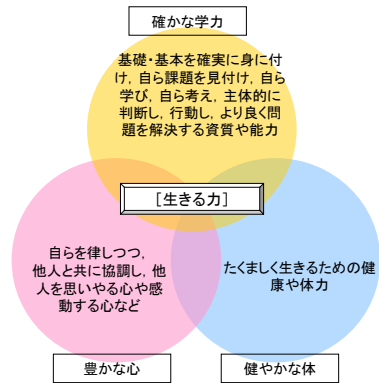 確かな学力
基礎・基本を確実に身に付
け，自ら課題を見付け，自ら
学び，自ら考え，主体的に
判断し，行動し，より良く問
題を解決する資質や能力
［生きる力］
自らを律しつつ，
他人と共に協調し，他
人を思いやる心や感
動する心など
たくましく生きるための健
康や体力
豊かな心
健やかな体